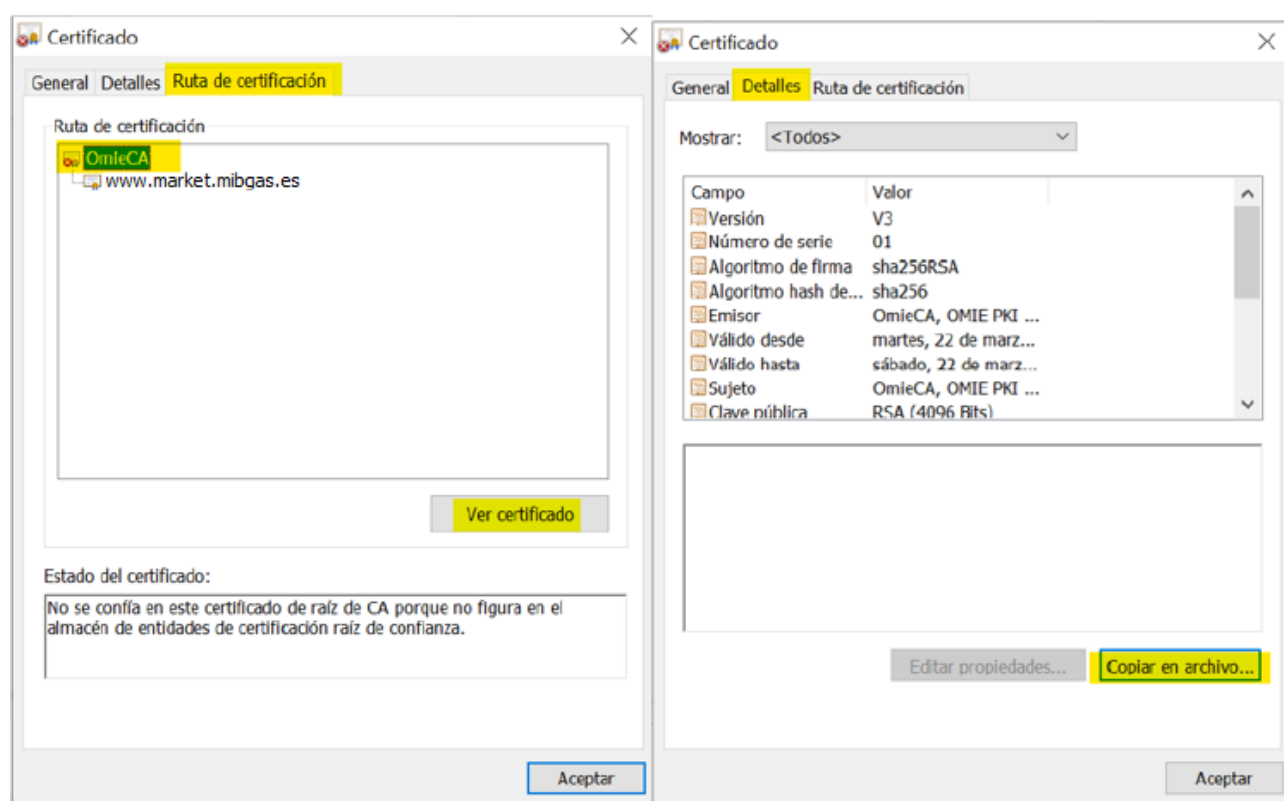 Certificado
General Detalles Ruta de certificación
Ruta de certificación
OmieCA
www.market.mibgas.es
Ver certificado
Estado del certificado:
No se confía en este certificado de raíz de CA porque no figura en el
almacén de entidades de certificación raíz de confianza.
Aceptar
Certificado
General Detalles Ruta de certificación
Mostrar: <Todos>
Campo Valor
Versión V3
Número de serie 01
Algoritmo de firma sha256RSA
Algoritmo hash de... sha256
Emisor OmieCA, OMIE PKI ...
Válido desde martes, 22 de marz...
Válido hasta sábado, 22 de marz...
Sujeto OmieCA, OMIE PKI ...
Clave pública RSA (4096 Bits)
Editar propiedades... Copiar en archivo...
Aceptar